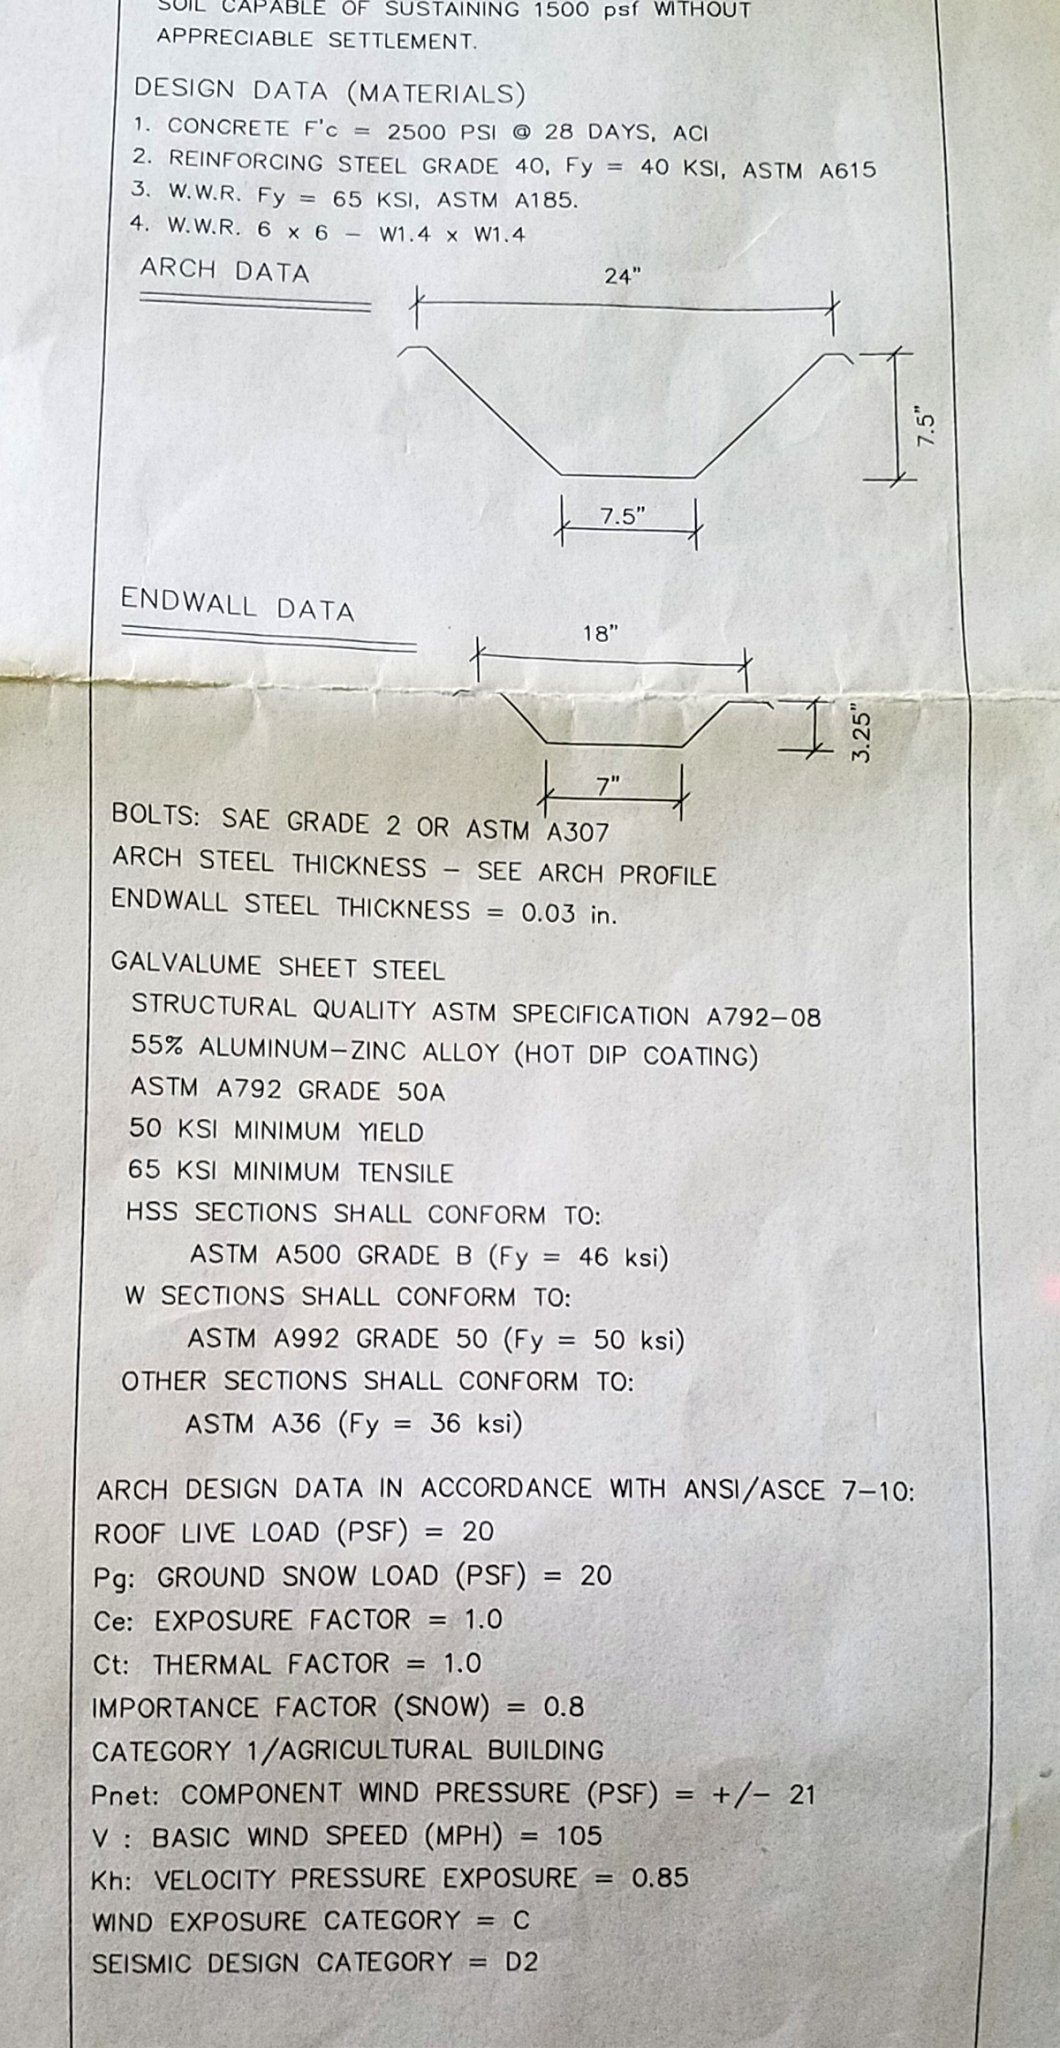 SOIL CAPABLE OF SUSTAINING 1500 psf WITHOUT
APPRECIABLE SETTLEMENT.
DESIGN DATA (MATERIALS)
1. CONCRETE F'c = 2500 PSI @ 28 DAYS, ACI
2. REINFORCING STEEL GRADE 40, Fy = 40 KSI, ASTM A615
3. W.W.R. Fy = 65 KSI, ASTM A185.
4. W.W.R. 6 x 6 – W1.4 x W1.4
ARCH DATA
24"
7.5"
7.5"
ENDWALL DATA
18"
3.25"
7"
BOLTS: SAE GRADE 2 OR ASTM A307
ARCH STEEL THICKNESS – SEE ARCH PROFILE
ENDWALL STEEL THICKNESS = 0.03 in.
GALVALUME SHEET STEEL
STRUCTURAL QUALITY ASTM SPECIFICATION A792–08
55% ALUMINUM–ZINC ALLOY (HOT DIP COATING)
ASTM A792 GRADE 50A
50 KSI MINIMUM YIELD
65 KSI MINIMUM TENSILE
HSS SECTIONS SHALL CONFORM TO:
ASTM A500 GRADE B (Fy = 46 ksi)
W SECTIONS SHALL CONFORM TO:
ASTM A992 GRADE 50 (Fy = 50 ksi)
OTHER SECTIONS SHALL CONFORM TO:
ASTM A36 (Fy = 36 ksi)
ARCH DESIGN DATA IN ACCORDANCE WITH ANSI/ASCE 7–10:
ROOF LIVE LOAD (PSF) = 20
Pg: GROUND SNOW LOAD (PSF) = 20
Ce: EXPOSURE FACTOR = 1.0
Ct: THERMAL FACTOR = 1.0
IMPORTANCE FACTOR (SNOW) = 0.8
CATEGORY 1/AGRICULTURAL BUILDING
Pnet: COMPONENT WIND PRESSURE (PSF) = +/– 21
V : BASIC WIND SPEED (MPH) = 105
Kh: VELOCITY PRESSURE EXPOSURE = 0.85
WIND EXPOSURE CATEGORY = C
SEISMIC DESIGN CATEGORY = D2